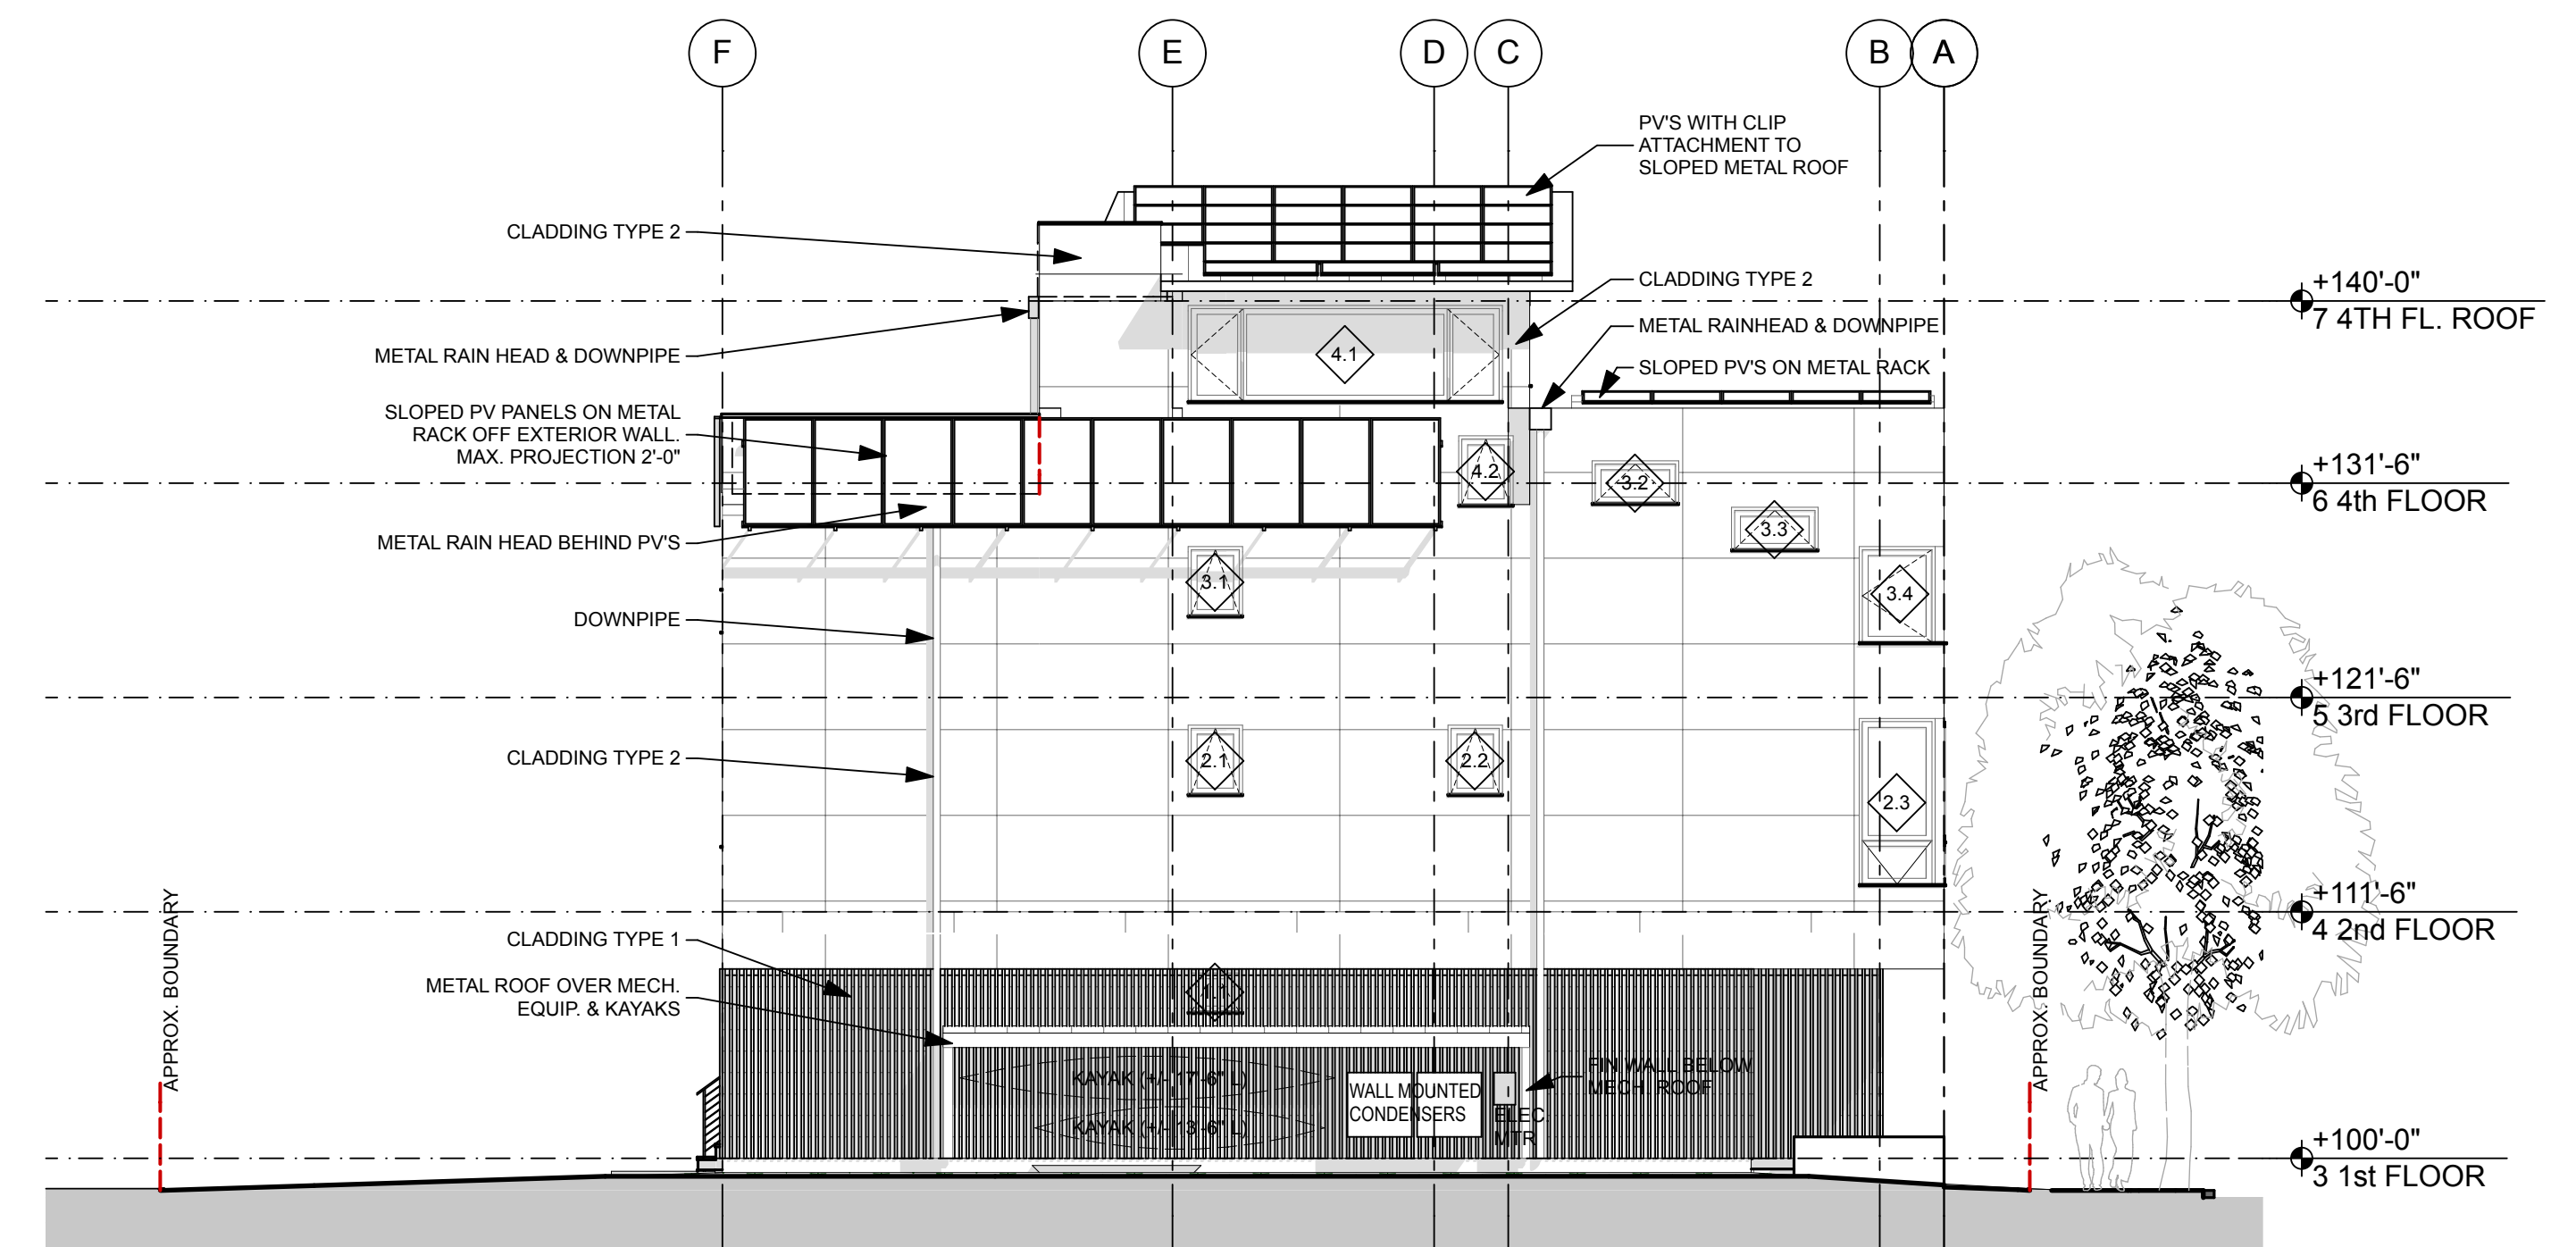 F
E
D
C
B
A
PV'S WITH CLIP
ATTACHMENT TO
SLOPED METAL ROOF
CLADDING TYPE 2
CLADDING TYPE 2
+140'-0"
7 4TH FL. ROOF
METAL RAINHEAD & DOWNPIPE
METAL RAIN HEAD & DOWNPIPE
4.1
SLOPED PV'S ON METAL RACK
SLOPED PV PANELS ON METAL
RACK OFF EXTERIOR WALL.
MAX. PROJECTION 2'-0"
4.2
3.2
+131'-6"
6 4th FLOOR
3.3
METAL RAIN HEAD BEHIND PV'S
3.1
3.4
DOWNPIPE
+121'-6"
5 3rd FLOOR
CLADDING TYPE 2
2.1
2.2
2.3
+111'-6"
4 2nd FLOOR
CLADDING TYPE 1
METAL ROOF OVER MECH.
EQUIP. & KAYAKS
1.1
APPROX. BOUNDARY
APPROX. BOUNDARY
KAYAK (+/- 17'-6" L)
KAYAK (+/- 13'-6" L)
WALL MOUNTED
CONDENSERS
ELEC
MTR
FIN WALL BELOW
MECH. ROOF
+100'-0"
3 1st FLOOR